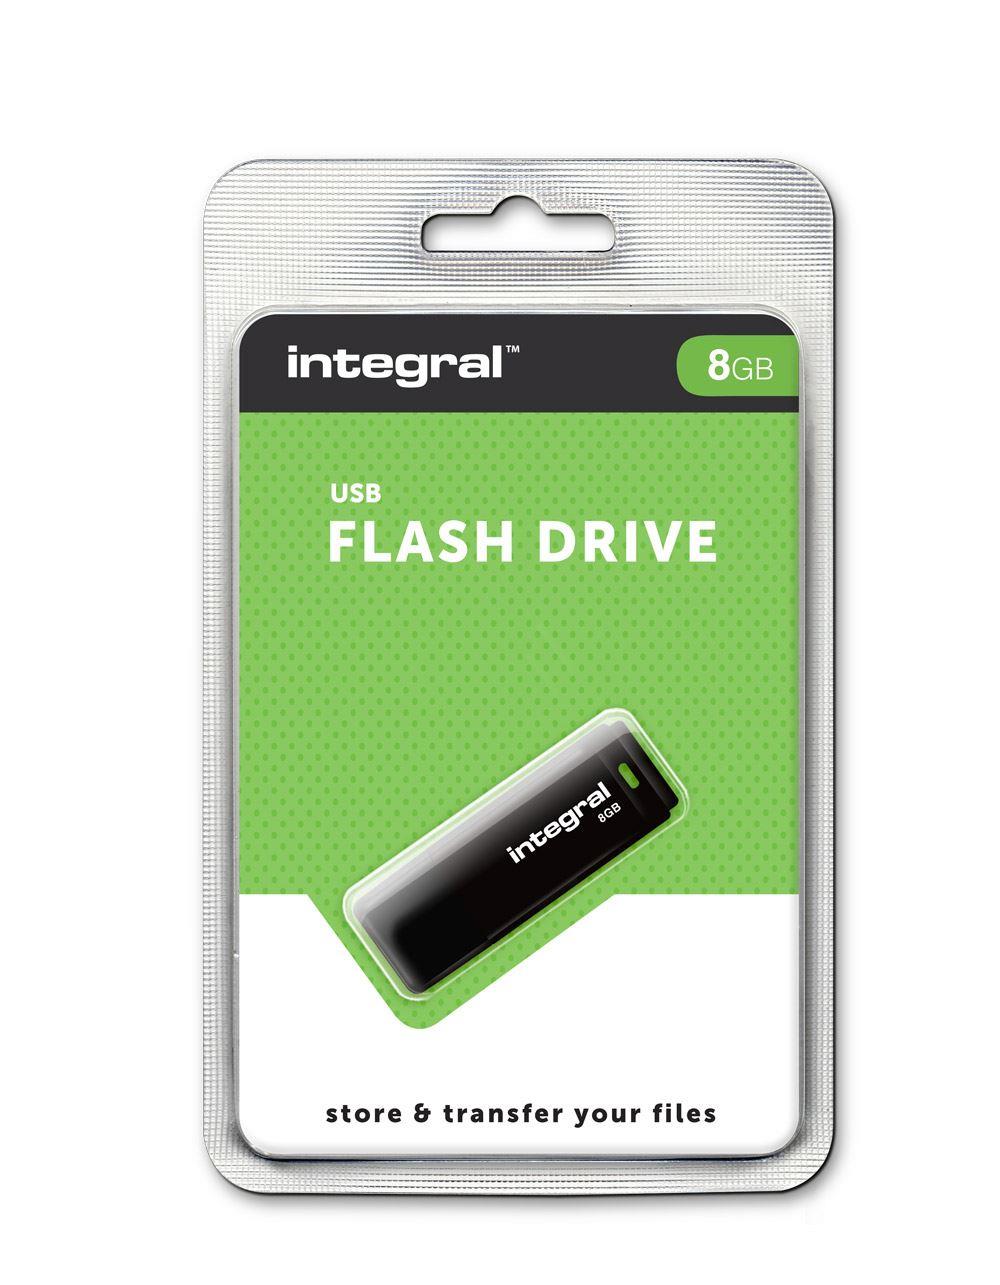 integral™
8GB
USB
FLASH DRIVE
integral
8GB
store & transfer your files